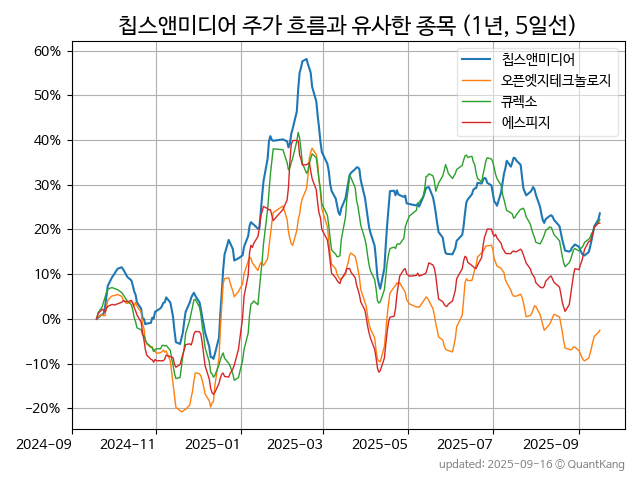 칩스앤미디어 주가 흐름과 유사한 종목 (1년, 5일선)
칩스앤미디어
오픈엣지테크놀로지
큐렉소
에스피지
60%
50%
40%
30%
20%
10%
0%
−10%
−20%
2024-09
2024-11
2025-01
2025-03
2025-05
2025-07
2025-09
updated: 2025-09-16 ⓒ QuantKang